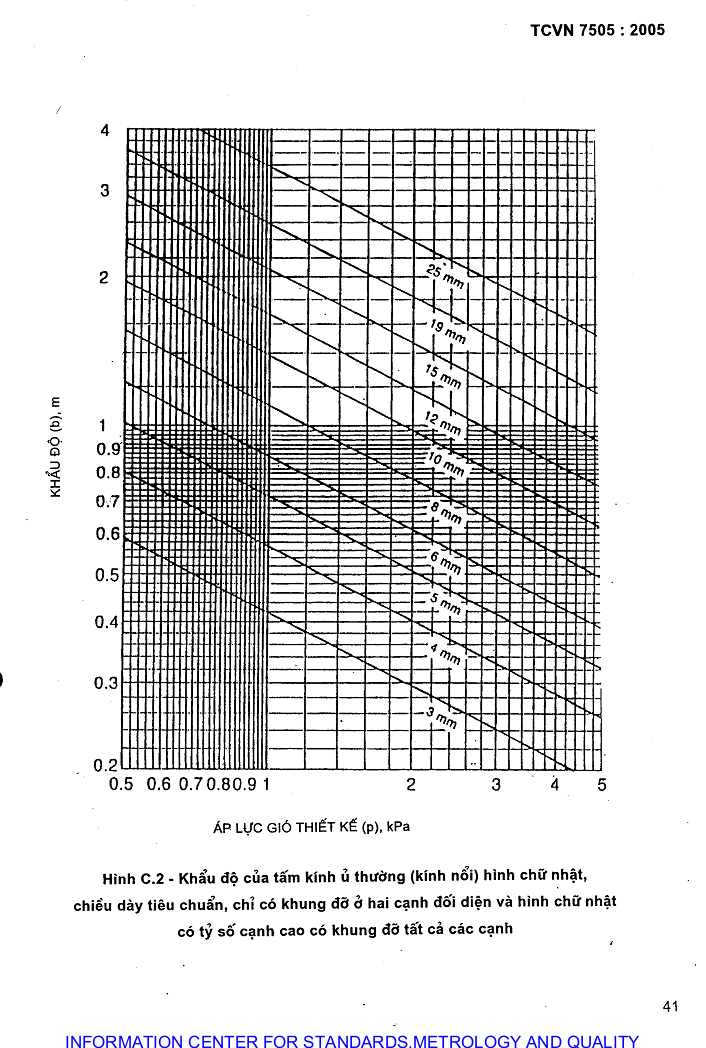 TCVN 7505 : 2005
4
3
2
1
0.9
0.8
0.7
0.6
0.5
0.4
0.3
0.2
KHẨU ĐỘ (b), m
25 mm
19 mm
15 mm
12 mm
10 mm
8 mm
6 mm
5 mm
4 mm
3 mm
0.5 0.6 0.7 0.8 0.9 1 2 3 4 5
ÁP LỰC GIÓ THIẾT KẾ (p), kPa
Hình C.2 - Khẩu độ của tấm kính ủ thường (kính nổi) hình chữ nhật,
chiều dày tiêu chuẩn, chỉ có khung đỡ ở hai cạnh đối diện và hình chữ nhật
có tỷ số cạnh cao có khung đỡ tất cả các cạnh
41
INFORMATION CENTER FOR STANDARDS,METROLOGY AND QUALITY